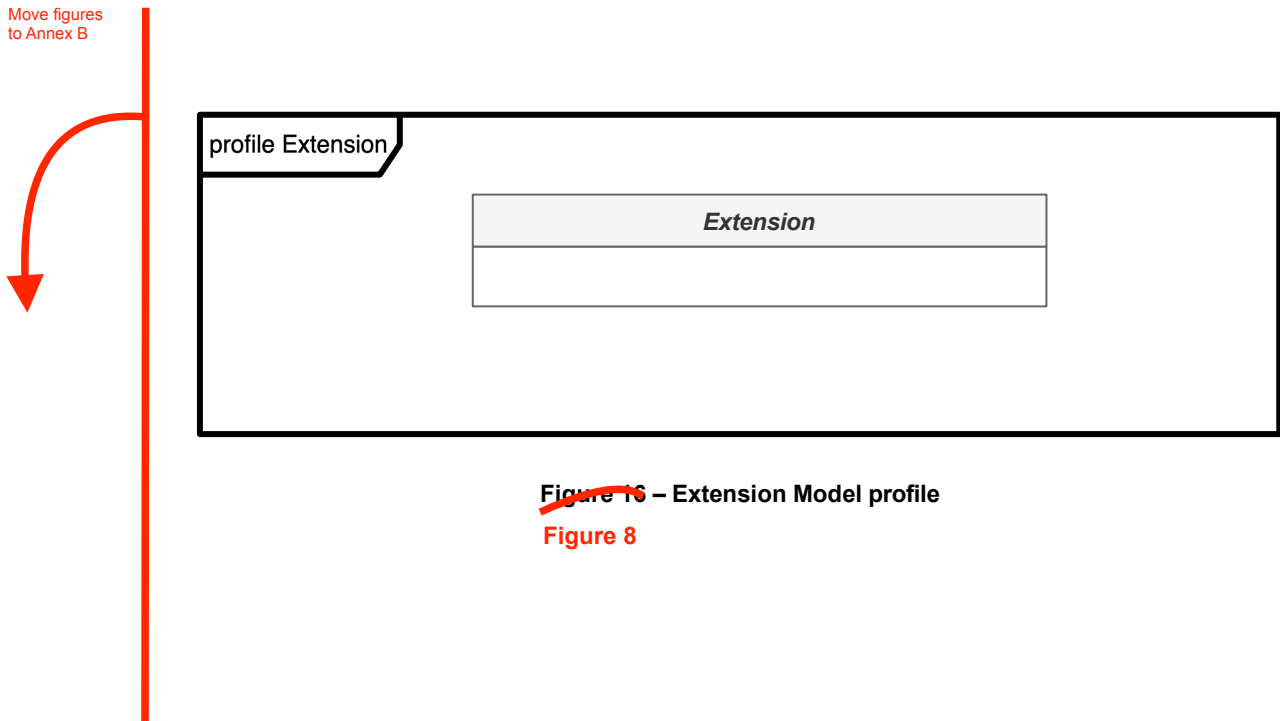 Move figures
to Annex B
profile Extension
Extension
Figure 16 – Extension Model profile
Figure 8